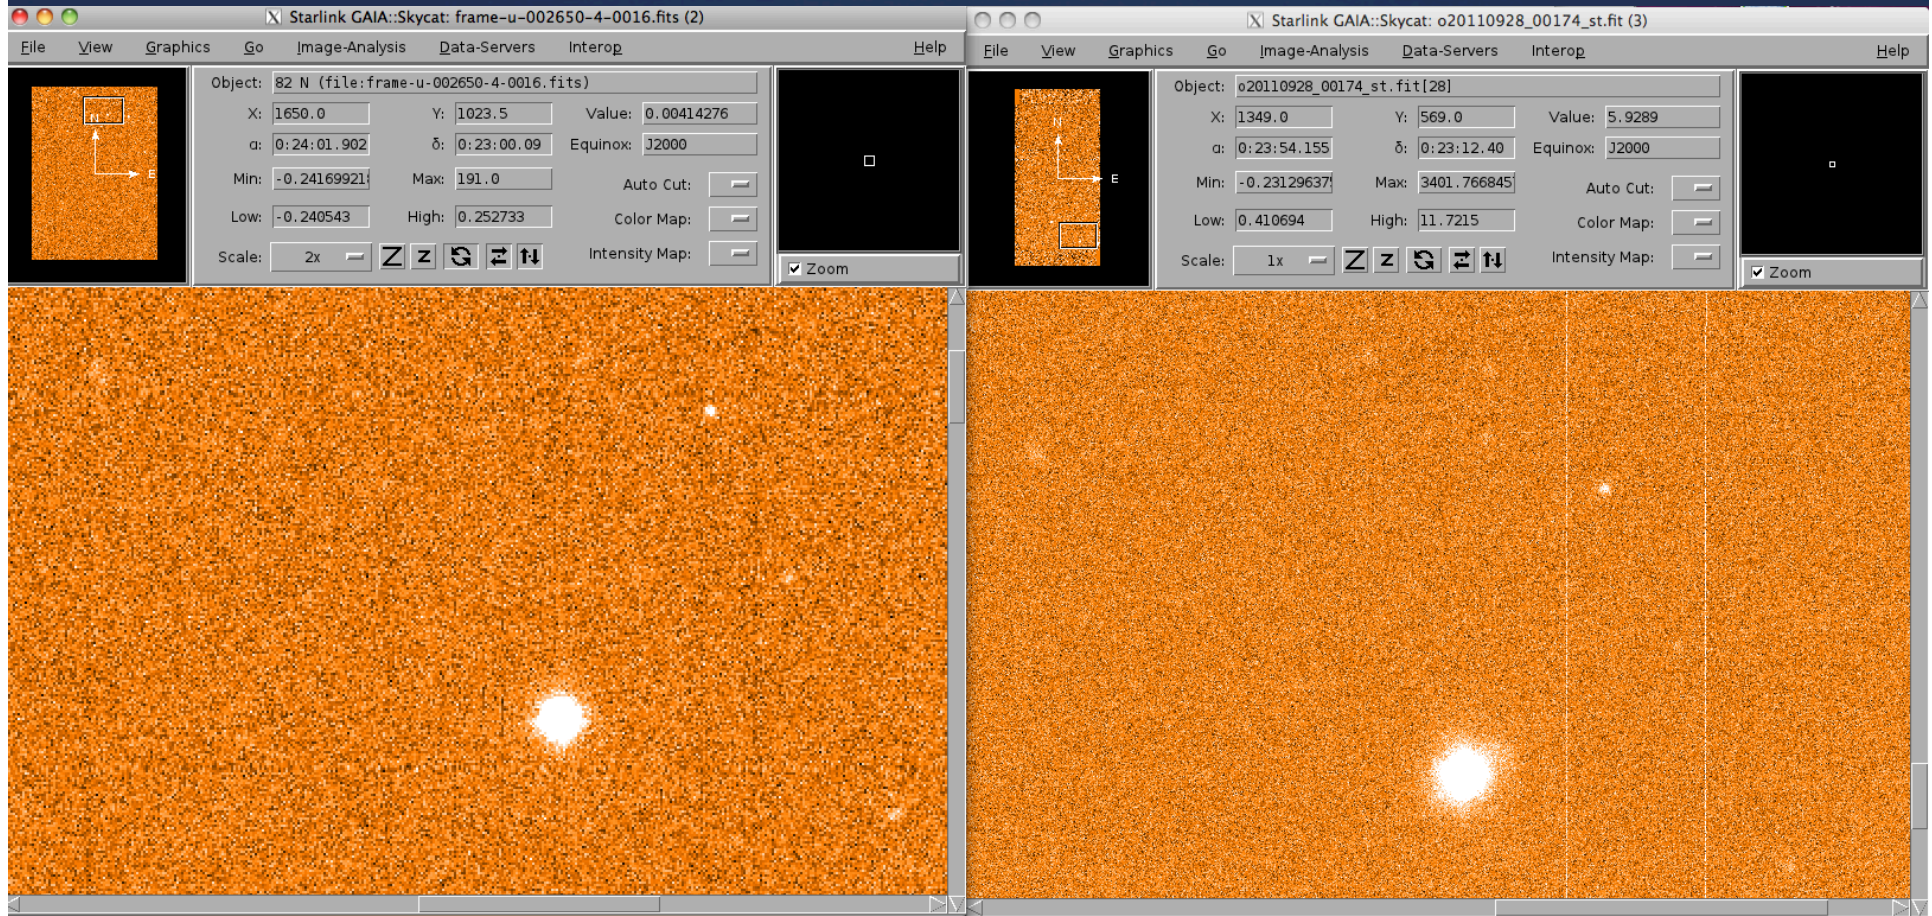 Starlink GAIA::Skycat: frame-u-002650-4-0016.fits (2)
File View Graphics Go Image-Analysis Data-Servers Interop Help
Object: 82 N (file:frame-u-002650-4-0016.fits)
X: 1650.0 Y: 1023.5 Value: 0.00414276
α: 0:24:01.902 δ: 0:23:00.09 Equinox: J2000
Min: -0.24169921 Max: 191.0 Auto Cut:
Low: -0.240543 High: 0.252733 Color Map:
Scale: 2x Z z Intensity Map:
Zoom
N
E
Starlink GAIA::Skycat: o20110928_00174_st.fit (3)
File View Graphics Go Image-Analysis Data-Servers Interop Help
Object: o20110928_00174_st.fit[28]
X: 1349.0 Y: 569.0 Value: 5.9289
α: 0:23:54.155 δ: 0:23:12.40 Equinox: J2000
Min: -0.23129637 Max: 3401.766845 Auto Cut:
Low: 0.410694 High: 11.7215 Color Map:
Scale: 1x Z z Intensity Map:
Zoom
N
E